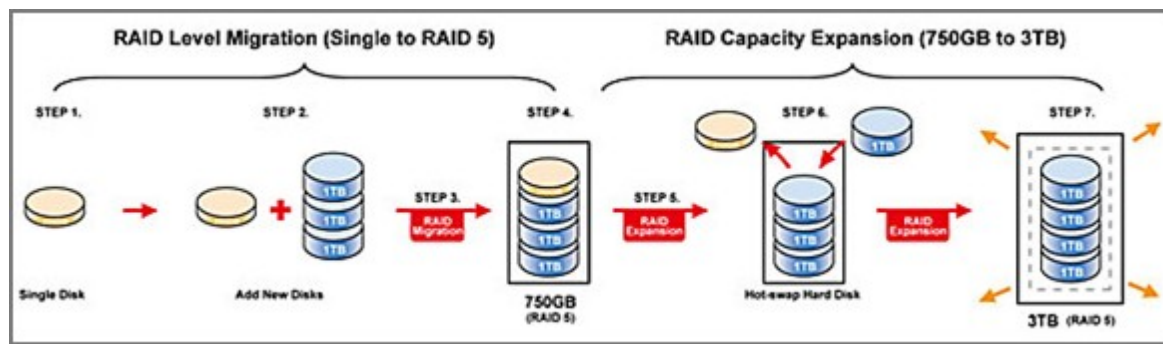 RAID Level Migration (Single to RAID 5)
RAID Capacity Expansion (750GB to 3TB)
STEP 1.
STEP 2.
STEP 4.
STEP 6.
STEP 7.
1TB
1TB
1TB
1TB
STEP 3.
RAID
Migration
1TB
1TB
1TB
STEP 5.
RAID
Expansion
1TB
1TB
1TB
RAID
Expansion
1TB
1TB
1TB
1TB
Single Disk
Add New Disks
750GB
(RAID 5)
Hot-swap Hard Disk
3TB (RAID 5)